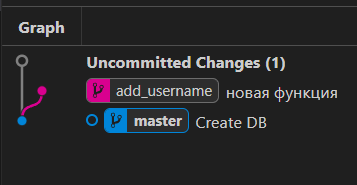 Graph
Uncommitted Changes (1)
add_username новая функция
master Create DB